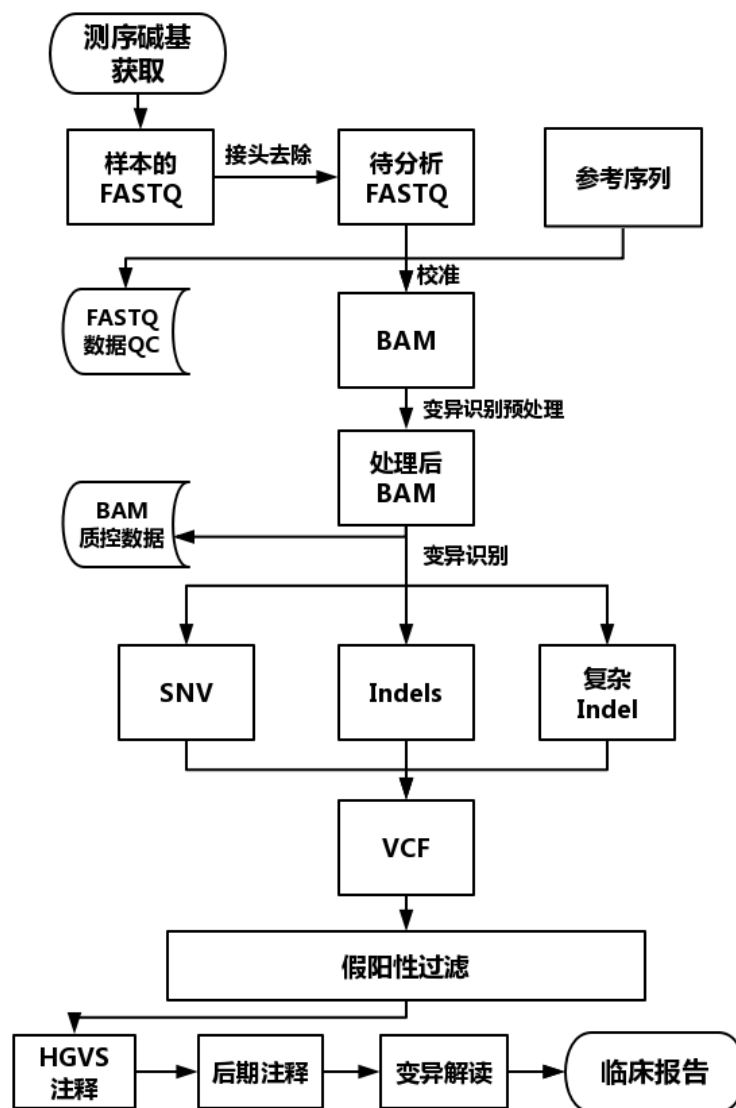 测序碱基
获取
样本的
FASTQ
接头去除
待分析
FASTQ
参考序列
校准
FASTQ
数据QC
BAM
变异识别预处理
处理后
BAM
BAM
质控数据
变异识别
SNV
Indels
复杂
Indel
VCF
假阳性过滤
HGVS
注释
后期注释
变异解读
临床报告